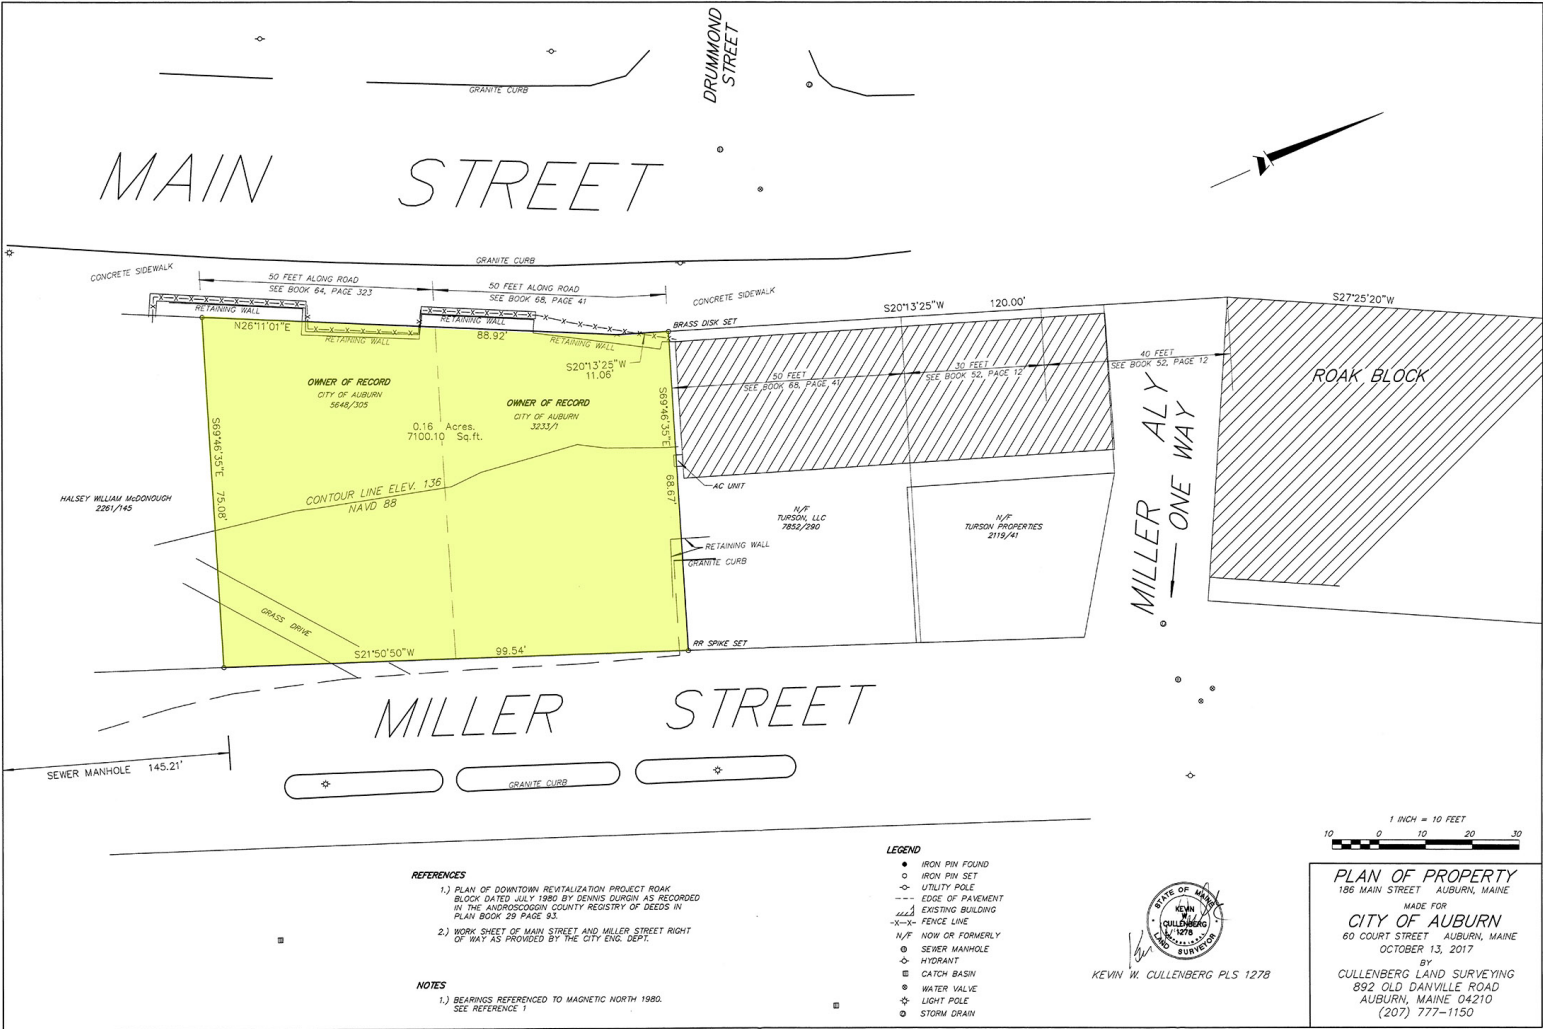 DRUMMOND
STREET
GRANITE CURB
MAIN STREET
GRANITE CURB
CONCRETE SIDEWALK
50 FEET ALONG ROAD
SEE BOOK 64, PAGE 323
50 FEET ALONG ROAD
SEE BOOK 68, PAGE 41
CONCRETE SIDEWALK
RETAINING WALL
RETAINING WALL
RETAINING WALL
RETAINING WALL
N26°11'01"E
88.92'
BRASS DISK SET
S20°13'25"W
11.06'
S20°13'25"W 120.00'
S27°25'20"W
50 FEET
SEE BOOK 68, PAGE 41
30 FEET
SEE BOOK 52, PAGE 12
40 FEET
SEE BOOK 52, PAGE 12
ROAK BLOCK
OWNER OF RECORD
CITY OF AUBURN
5648/305
OWNER OF RECORD
CITY OF AUBURN
3233/1
0.16 Acres.
7100.10 Sq.ft.
S69°46'35"E 75.08'
S69°46'35"E 68.67'
CONTOUR LINE ELEV. 136
NAVD 88
HALSEY WILLIAM McDONOUGH
2261/145
AC UNIT
N/F
TURSON, LLC
7852/290
N/F
TURSON PROPERTIES
2119/41
MILLER ALY
ONE WAY
RETAINING WALL
GRANITE CURB
GRASS DRIVE
S21°50'50"W 99.54'
RR SPIKE SET
MILLER STREET
SEWER MANHOLE 145.21'
GRANITE CURB
1 INCH = 10 FEET
10 0 10 20 30
REFERENCES
1.) PLAN OF DOWNTOWN REVITALIZATION PROJECT ROAK
BLOCK DATED JULY 1980 BY DENNIS DURGIN AS RECORDED
IN THE ANDROSCOGGIN COUNTY REGISTRY OF DEEDS IN
PLAN BOOK 29 PAGE 93.
2.) WORK SHEET OF MAIN STREET AND MILLER STREET RIGHT
OF WAY AS PROVIDED BY THE CITY ENG. DEPT.
NOTES
1.) BEARINGS REFERENCED TO MAGNETIC NORTH 1980.
SEE REFERENCE 1
LEGEND
IRON PIN FOUND
IRON PIN SET
UTILITY POLE
EDGE OF PAVEMENT
EXISTING BUILDING
-X-X- FENCE LINE
N/F NOW OR FORMERLY
SEWER MANHOLE
HYDRANT
CATCH BASIN
WATER VALVE
LIGHT POLE
STORM DRAIN
STATE OF MAINE
KEVIN
W.
CULLENBERG
1278
LAND SURVEYOR
KEVIN W. CULLENBERG PLS 1278
PLAN OF PROPERTY
186 MAIN STREET AUBURN, MAINE
MADE FOR
CITY OF AUBURN
60 COURT STREET AUBURN, MAINE
OCTOBER 13, 2017
BY
CULLENBERG LAND SURVEYING
892 OLD DANVILLE ROAD
AUBURN, MAINE 04210
(207) 777-1150